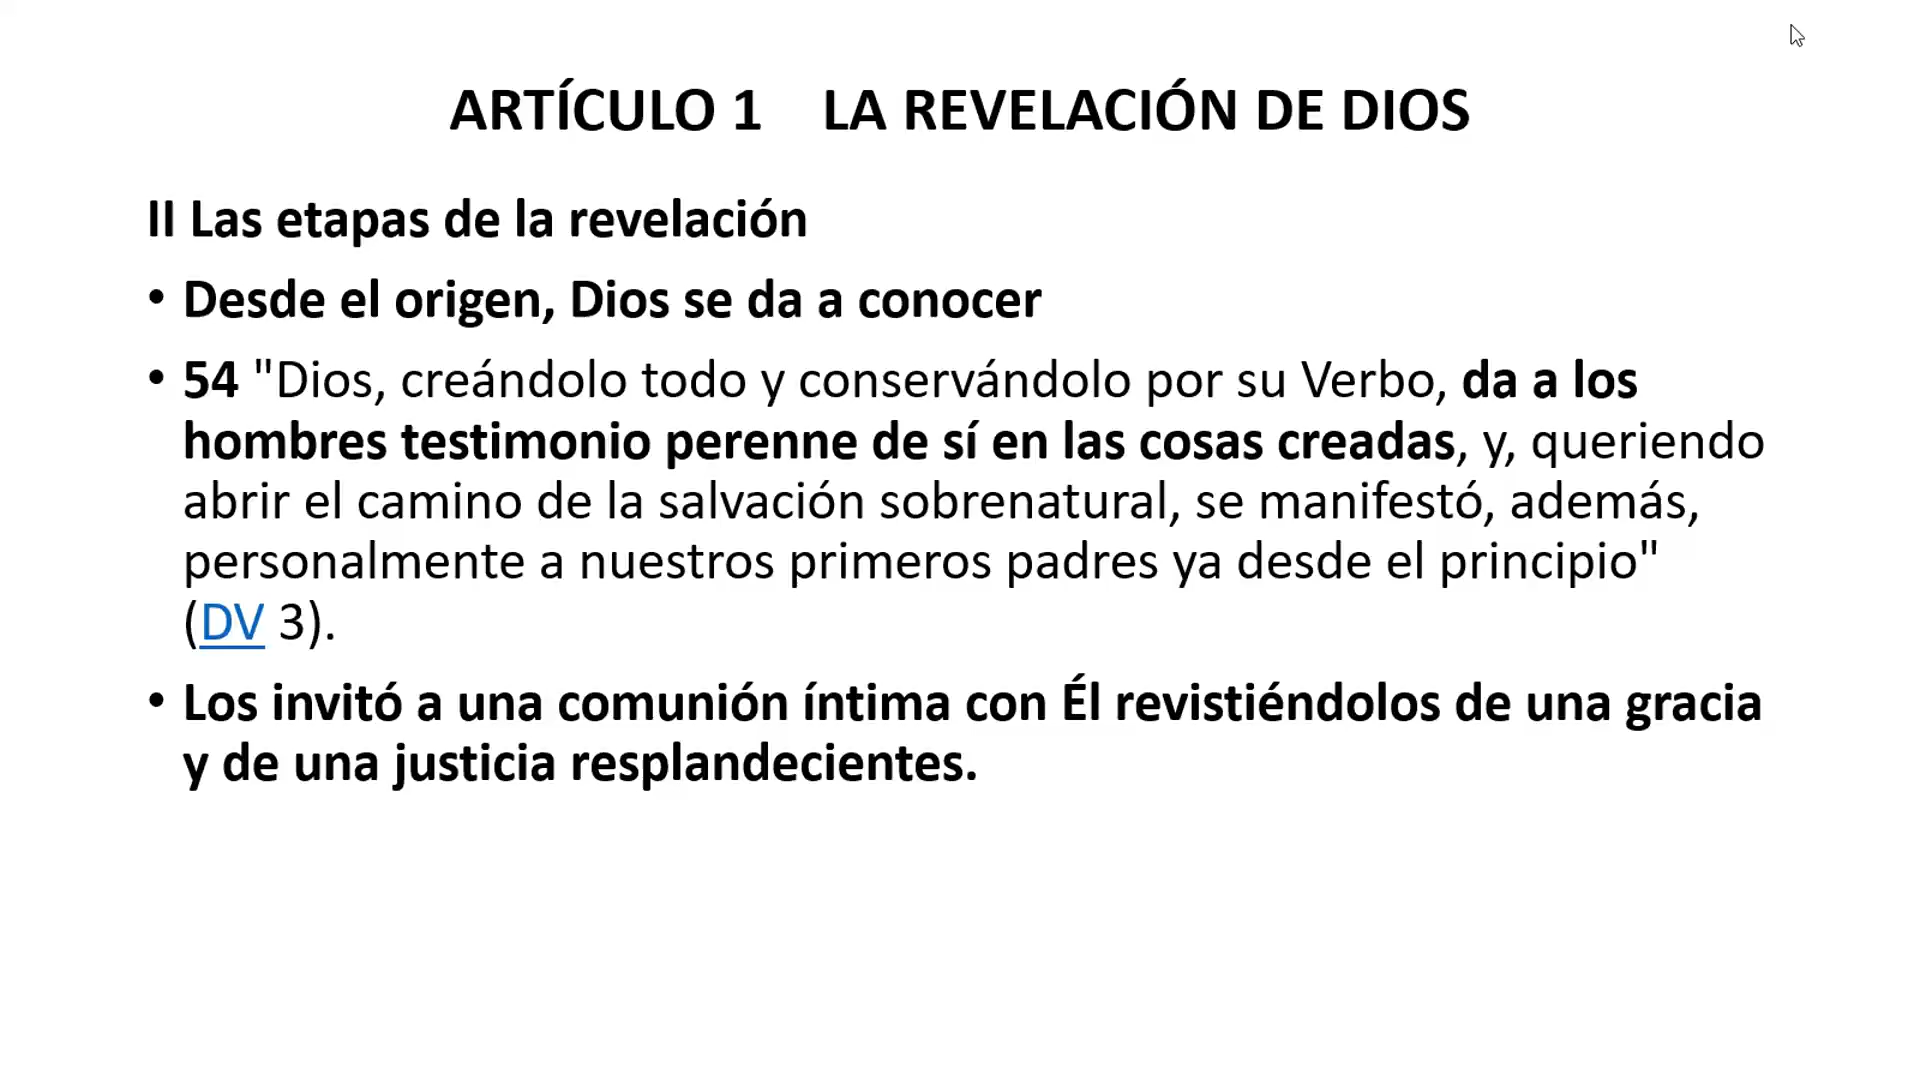 ARTÍCULO 1    LA REVELACIÓN DE DIOS
II Las etapas de la revelación
• Desde el origen, Dios se da a conocer
• 54 "Dios, creándolo todo y conservándolo por su Verbo, da a los
hombres testimonio perenne de sí en las cosas creadas, y, queriendo
abrir el camino de la salvación sobrenatural, se manifestó, además,
personalmente a nuestros primeros padres ya desde el principio"
(DV 3).
• Los invitó a una comunión íntima con Él revistiéndolos de una gracia
y de una justicia resplandecientes.